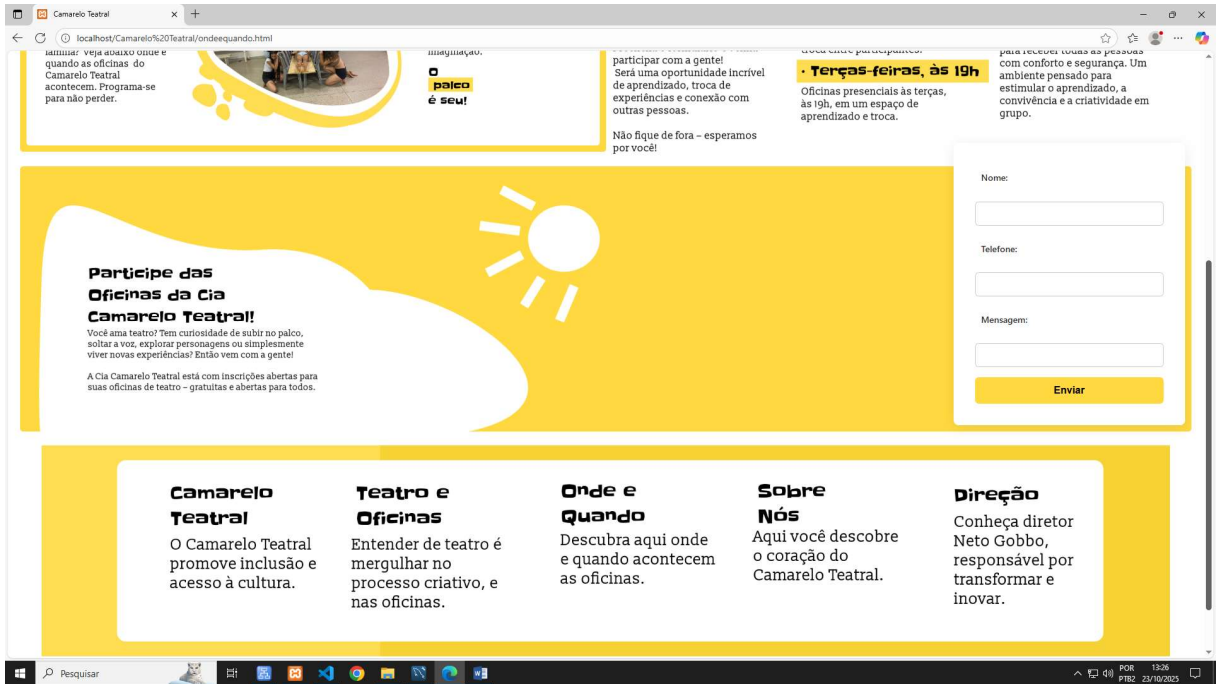 Camarelo Teatral
localhost/Camarelo%20Teatral/ondeequando.html
família? Veja abaixo onde e
quando as oficinas do
Camarelo Teatral
acontecem. Programa-se
para não perder.
imaginação.
O
palco
é seu!
participar com a gente!
Será uma oportunidade incrível
de aprendizado, troca de
experiências e conexão com
outras pessoas.
Não fique de fora – esperamos
por você!
troca entre participantes.
· Terças-feiras, às 19h
Oficinas presenciais às terças,
às 19h, em um espaço de
aprendizado e troca.
para receber todas as pessoas
com conforto e segurança. Um
ambiente pensado para
estimular o aprendizado, a
convivência e a criatividade em
grupo.
Participe das
Oficinas da Cia
Camarelo Teatral!
Você ama teatro? Tem curiosidade de subir no palco,
soltar a voz, explorar personagens ou simplesmente
viver novas experiências? Então vem com a gente!
A Cia Camarelo Teatral está com inscrições abertas para
suas oficinas de teatro – gratuitas e abertas para todos.
Nome:
Telefone:
Mensagem:
Enviar
Camarelo
Teatral
O Camarelo Teatral
promove inclusão e
acesso à cultura.
Teatro e
Oficinas
Entender de teatro é
mergulhar no
processo criativo, e
nas oficinas.
Onde e
Quando
Descubra aqui onde
e quando acontecem
as oficinas.
Sobre
Nós
Aqui você descobre
o coração do
Camarelo Teatral.
Direção
Conheça diretor
Neto Gobbo,
responsável por
transformar e
inovar.
Pesquisar
POR
PTB2
13:26
23/10/2025